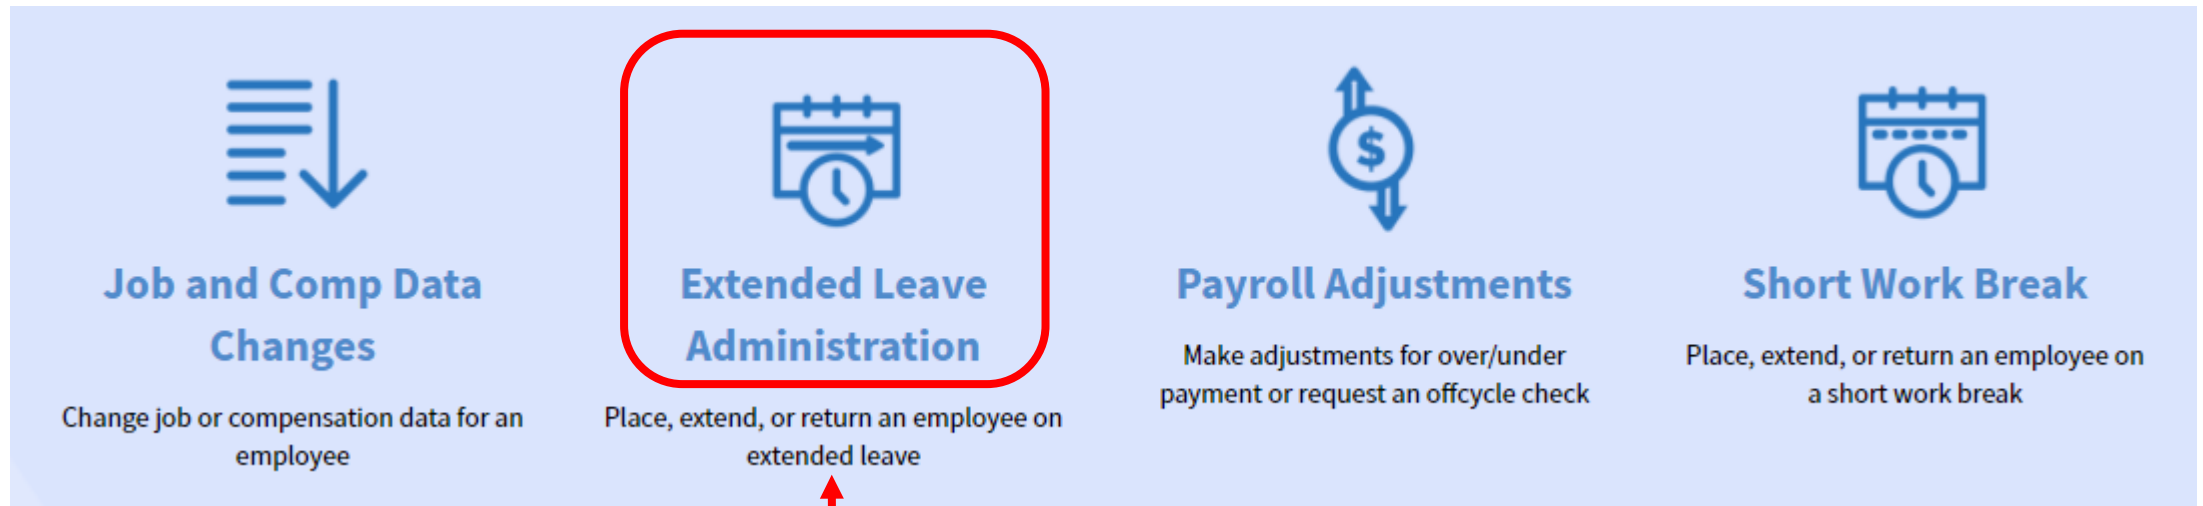 $
Job and Comp Data
Changes
Change job or compensation data for an
employee
Extended Leave
Administration
Place, extend, or return an employee on
extended leave
Payroll Adjustments
Make adjustments for over/under
payment or request an offcycle check
Short Work Break
Place, extend, or return an employee on
a short work break